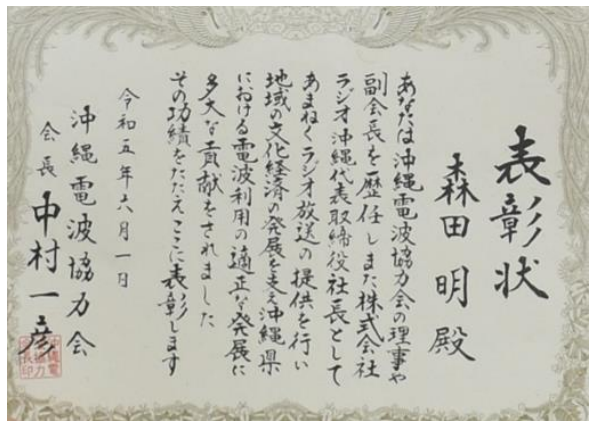 表彰状
森田 明 殿
あなたは沖縄電波協力会の理事や
副会長を歴任しまた株式会社
ラジオ沖縄代表取締役社長として
あまねくラジオ放送の提供を行い
地域の文化経済の発展を支え沖縄県
における電波利用の適正な発展に
多大な貢献をされました
その功績をたたえここに表彰します
令和五年六月一日
沖縄電波協力会
会長 中村一彦